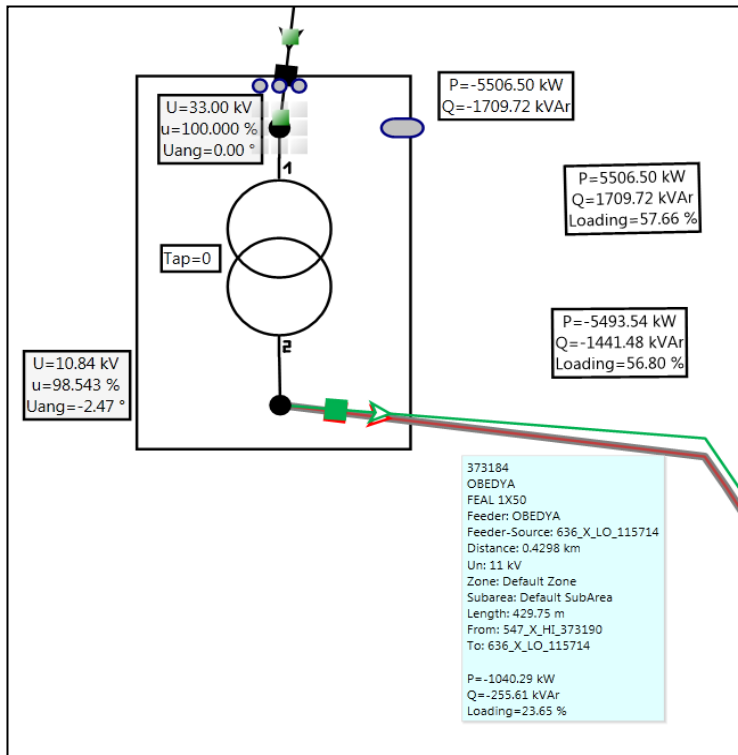 U=33.00 kV
u=100.000 %
Uang=0.00 °
P=-5506.50 kW
Q=-1709.72 kVAr
1
P=5506.50 kW
Q=1709.72 kVAr
Loading=57.66 %
Tap=0
P=-5493.54 kW
Q=-1441.48 kVAr
Loading=56.80 %
2
U=10.84 kV
u=98.543 %
Uang=-2.47 °
373184
OBEDYA
FEAL 1X50
Feeder: OBEDYA
Feeder-Source: 636_X_LO_115714
Distance: 0.4298 km
Un: 11 kV
Zone: Default Zone
Subarea: Default SubArea
Length: 429.75 m
From: 547_X_HI_373190
To: 636_X_LO_115714
P=-1040.29 kW
Q=-255.61 kVAr
Loading=23.65 %